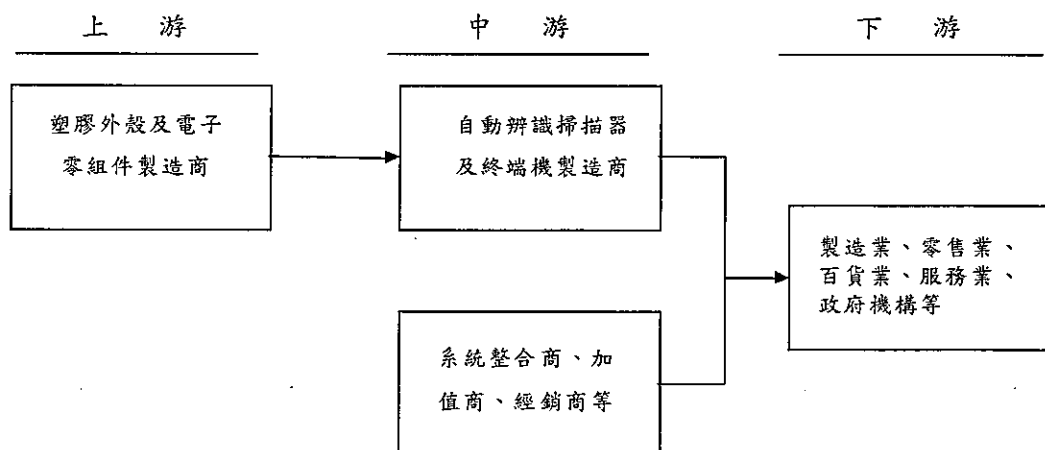 上游
中游
下游
塑膠外殼及電子
零組件製造商
自動辨識掃描器
及終端機製造商
製造業、零售業、
百貨業、服務業、
政府機構等
系統整合商、加
值商、經銷商等